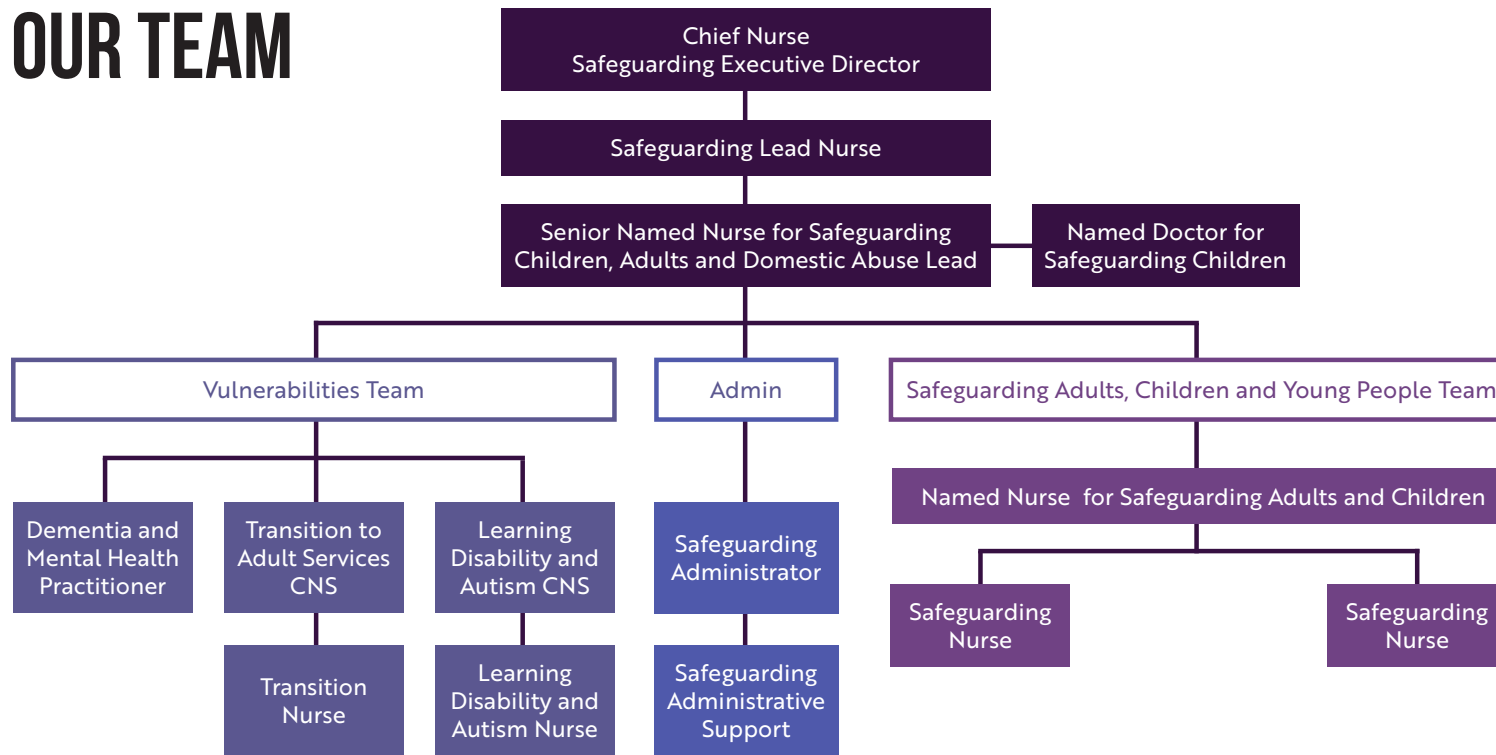 OUR TEAM
Chief Nurse
Safeguarding Executive Director
Safeguarding Lead Nurse
Senior Named Nurse for Safeguarding
Children, Adults and Domestic Abuse Lead
Named Doctor for
Safeguarding Children
Vulnerabilities Team
Admin
Safeguarding Adults, Children and Young People Team
Dementia and
Mental Health
Practitioner
Transition to
Adult Services
CNS
Learning
Disability and
Autism CNS
Safeguarding
Administrator
Named Nurse for Safeguarding Adults and Children
Safeguarding
Nurse
Safeguarding
Nurse
Transition
Nurse
Learning
Disability and
Autism Nurse
Safeguarding
Administrative
Support